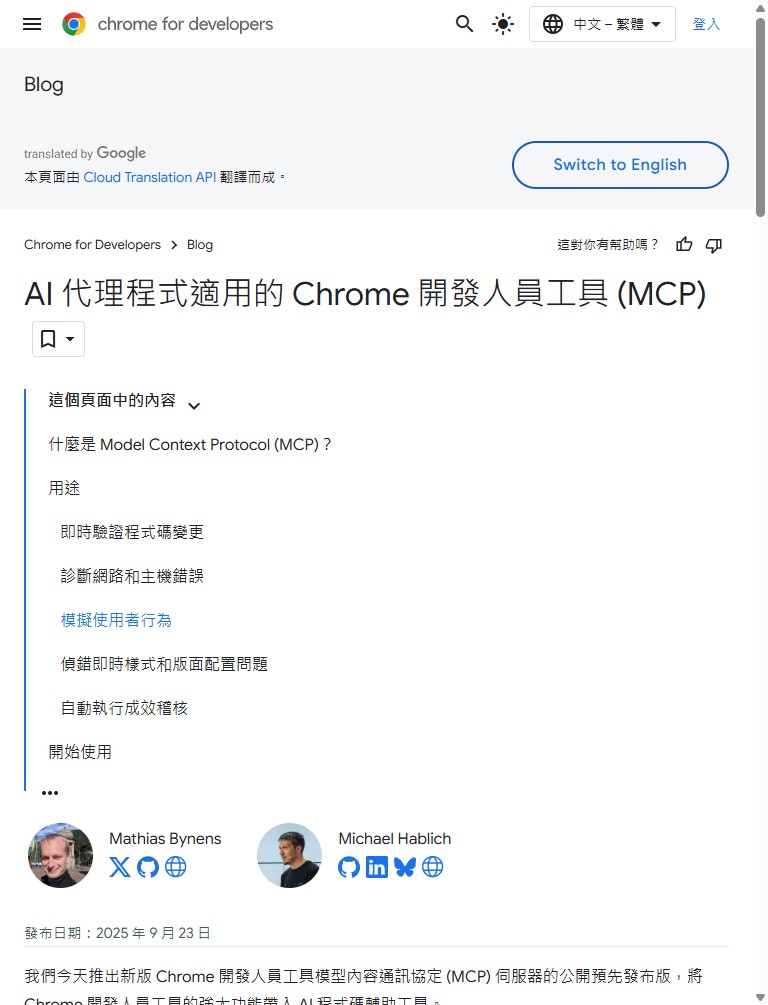 chrome for developers
中文 – 繁體
登入
Blog
translated by Google
本頁面由 Cloud Translation API 翻譯而成。
Switch to English
Chrome for Developers > Blog
這對你有幫助嗎？
AI 代理程式適用的 Chrome 開發人員工具 (MCP)
這個頁面中的內容
什麼是 Model Context Protocol (MCP)？
用途
即時驗證程式碼變更
診斷網路和主機錯誤
模擬使用者行為
偵錯即時樣式和版面配置問題
自動執行成效稽核
開始使用
Mathias Bynens
Michael Hablich
發布日期：2025 年 9 月 23 日
我們今天推出新版 Chrome 開發人員工具模型內容通訊協定 (MCP) 伺服器的公開預先發布版，將
Chrome 開發人員工具的強大功能帶入 AI 程式碼輔助工具。